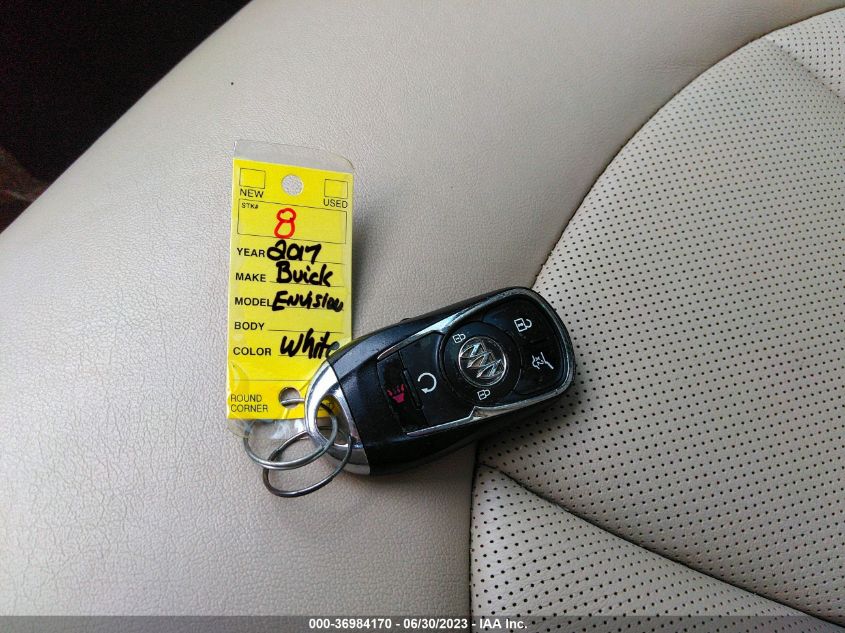 NEW USED
STK#
8
YEAR 2017
MAKE Buick
MODEL Envision
BODY
COLOR White
ROUND
CORNER
000-36984170 - 06/30/2023 - IAA Inc.